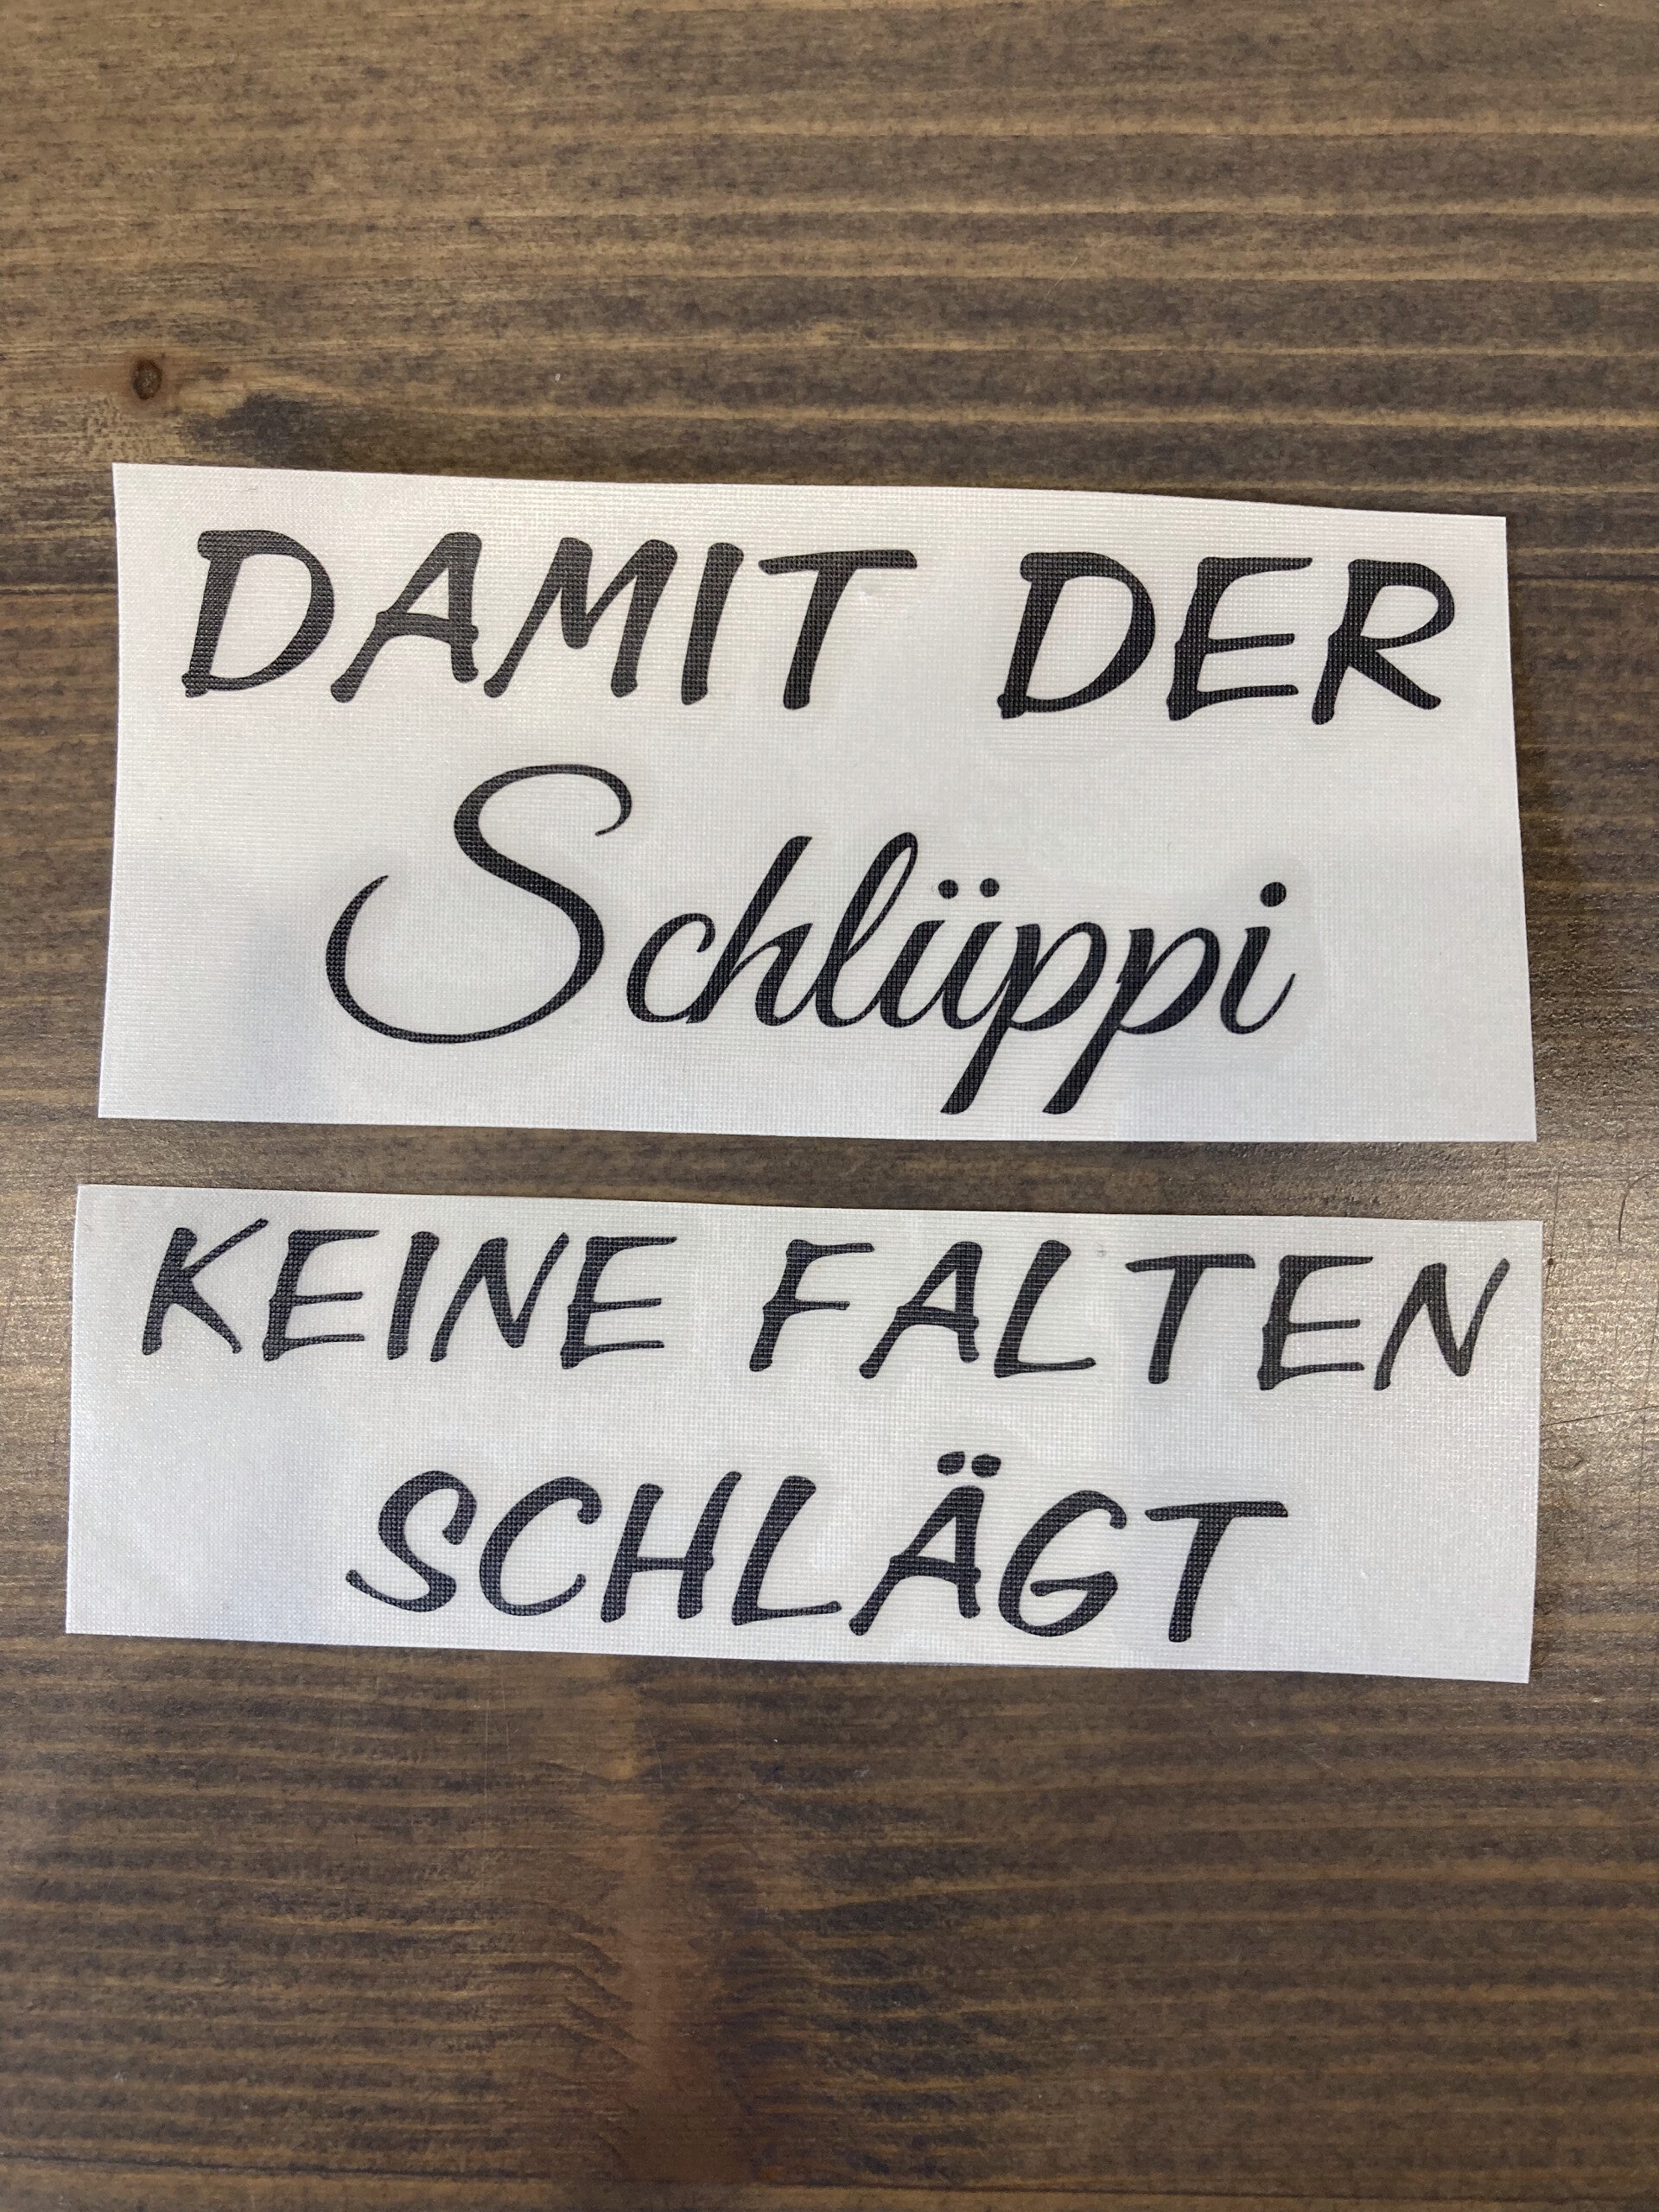 DAMIT DER
Schlüppi
KEINE FALTEN
SCHLÄGT